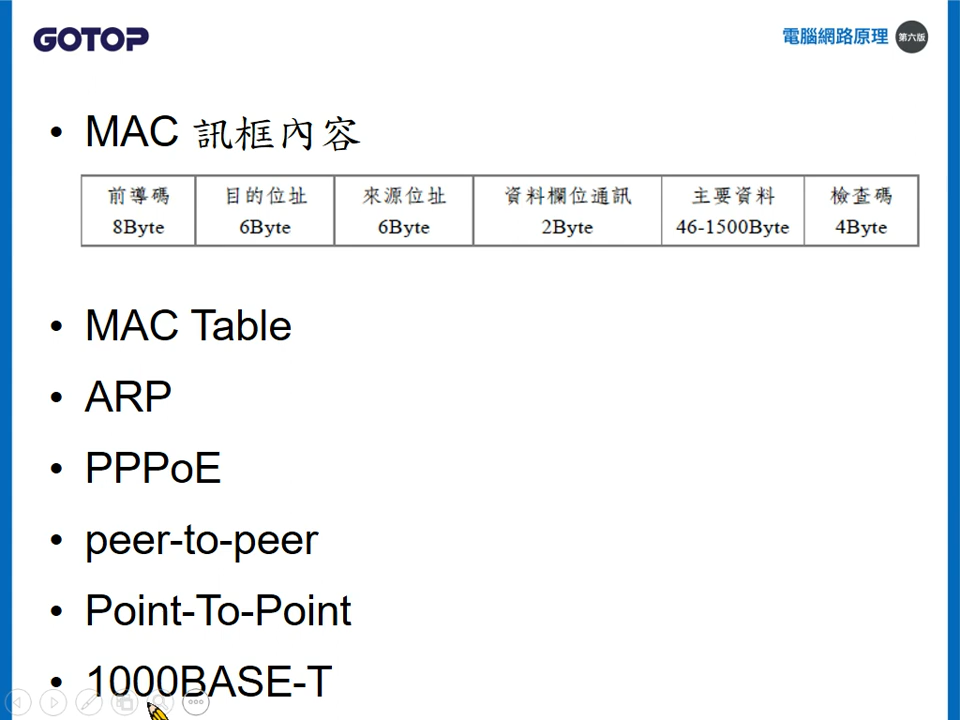 GOTOP
電腦網路原理 第六版
• MAC 訊框內容
前導碼 目的位址 來源位址 資料欄位通訊 主要資料 檢查碼
8Byte 6Byte 6Byte 2Byte 46-1500Byte 4Byte
• MAC Table
• ARP
• PPPoE
• peer-to-peer
• Point-To-Point
• 1000BASE-T